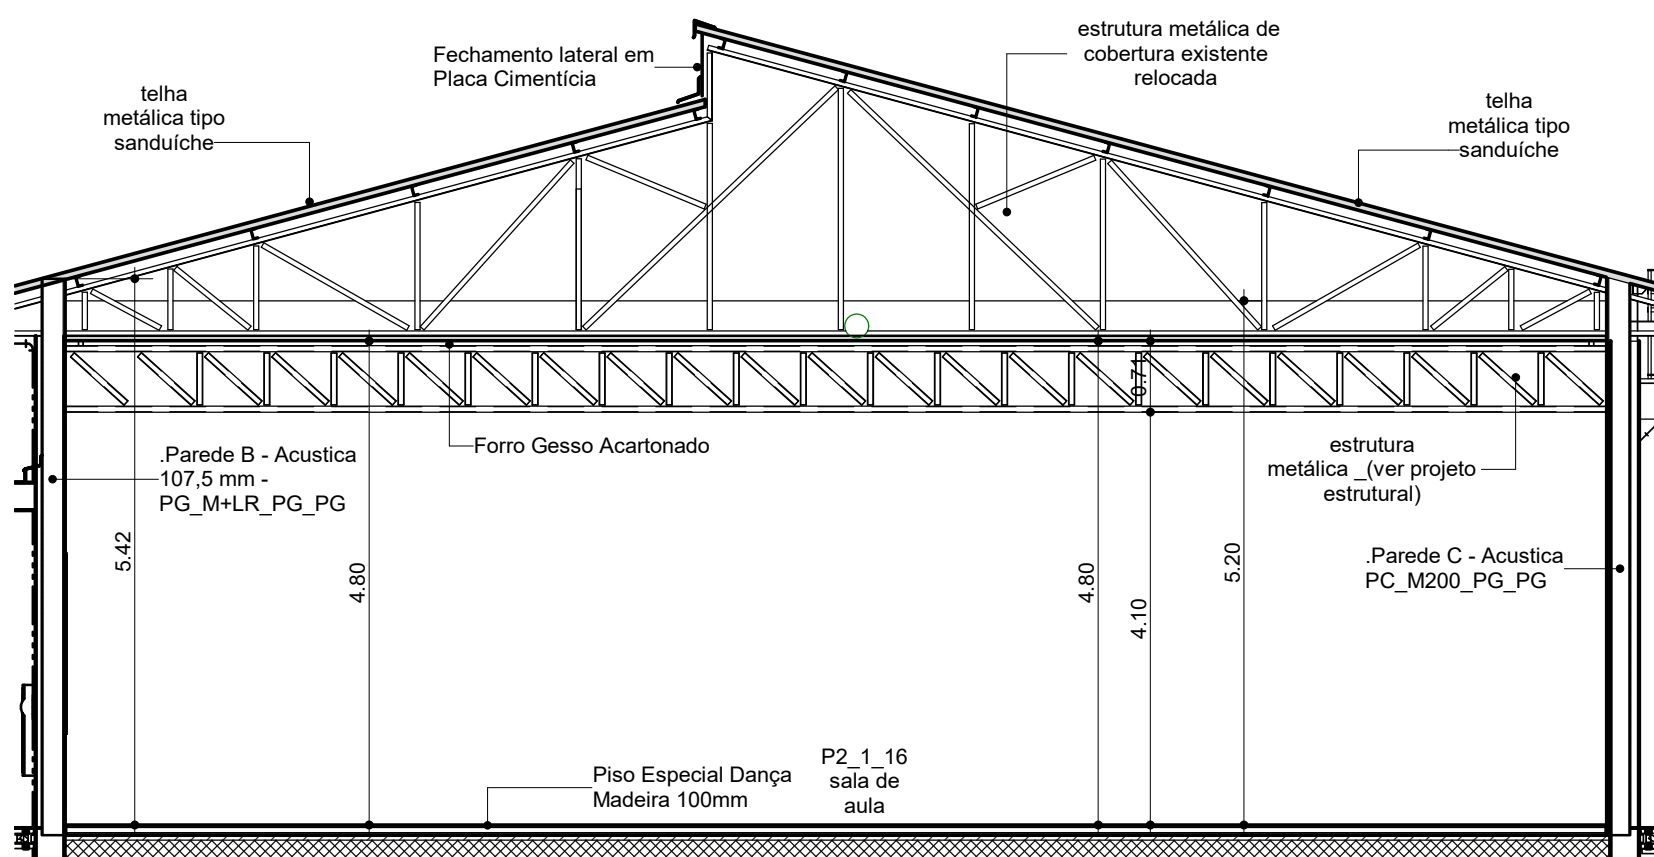 estrutura metálica de
cobertura existente
relocada
Fechamento lateral em
Placa Cimentícia
telha
metálica tipo
sanduíche
telha
metálica tipo
sanduíche
0.71
Forro Gesso Acartonado
.Parede B - Acustica
107,5 mm -
PG_M+LR_PG_PG
estrutura
metálica _(ver projeto
estrutural)
5.42
4.80
4.80
4.10
5.20
.Parede C - Acustica
PC_M200_PG_PG
Piso Especial Dança
Madeira 100mm
P2_1_16
sala de
aula